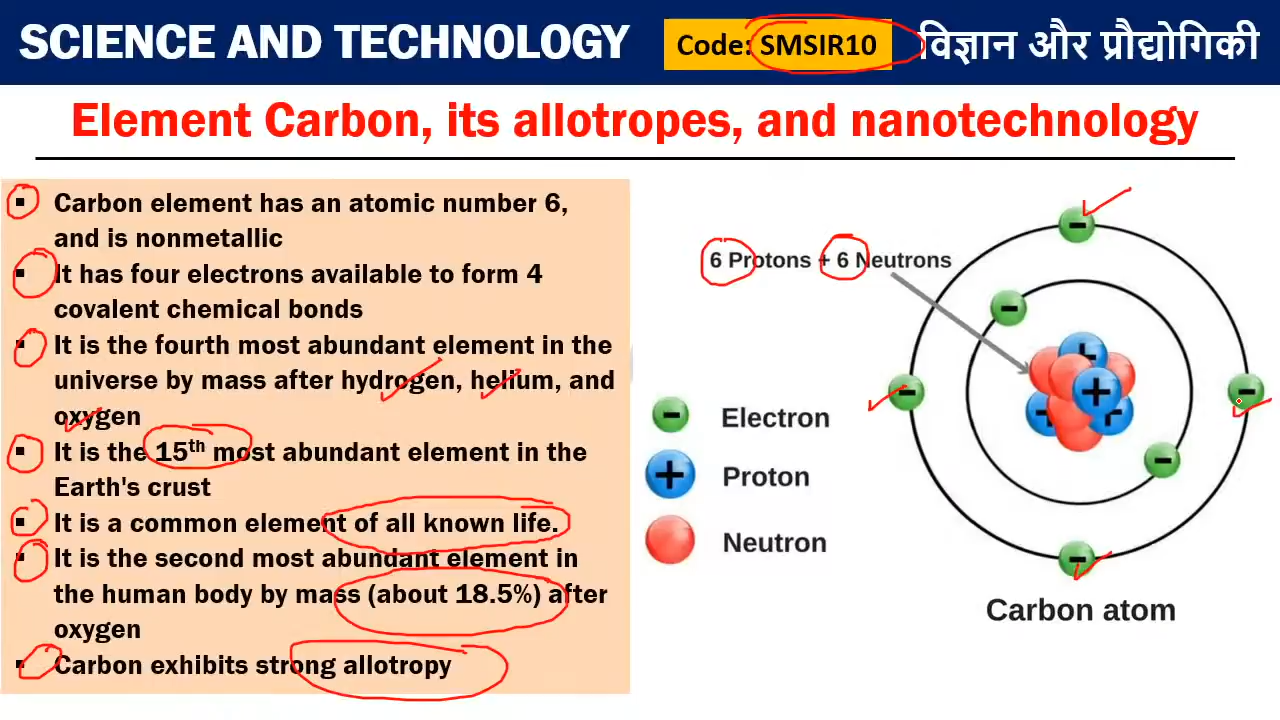 SCIENCE AND TECHNOLOGY
Code: SMSIR10
विज्ञान और प्रौद्योगिकी
Element Carbon, its allotropes, and nanotechnology
▪ Carbon element has an atomic number 6,
and is nonmetallic
▪ It has four electrons available to form 4
covalent chemical bonds
▪ It is the fourth most abundant element in the
universe by mass after hydrogen, helium, and
oxygen
▪ It is the 15th most abundant element in the
Earth's crust
▪ It is a common element of all known life.
▪ It is the second most abundant element in
the human body by mass (about 18.5%) after
oxygen
▪ Carbon exhibits strong allotropy
6 Protons + 6 Neutrons
Electron
Proton
Neutron
Carbon atom